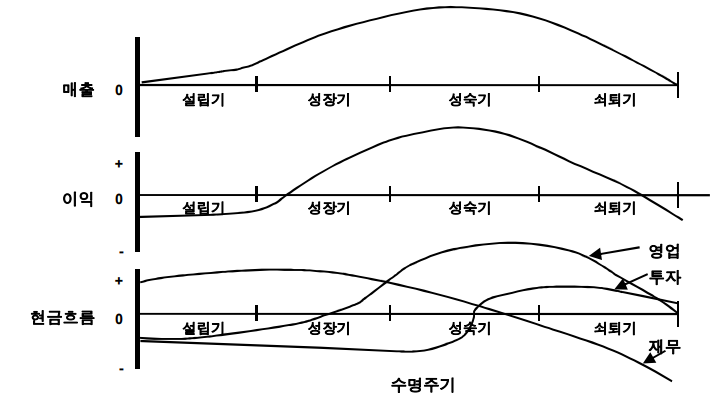 매출 0
설립기 성장기 성숙기 쇠퇴기
+
이익 0
설립기 성장기 성숙기 쇠퇴기
-
영업
투자
+
현금흐름 0
설립기 성장기 성숙기 쇠퇴기
재무
-
수명주기